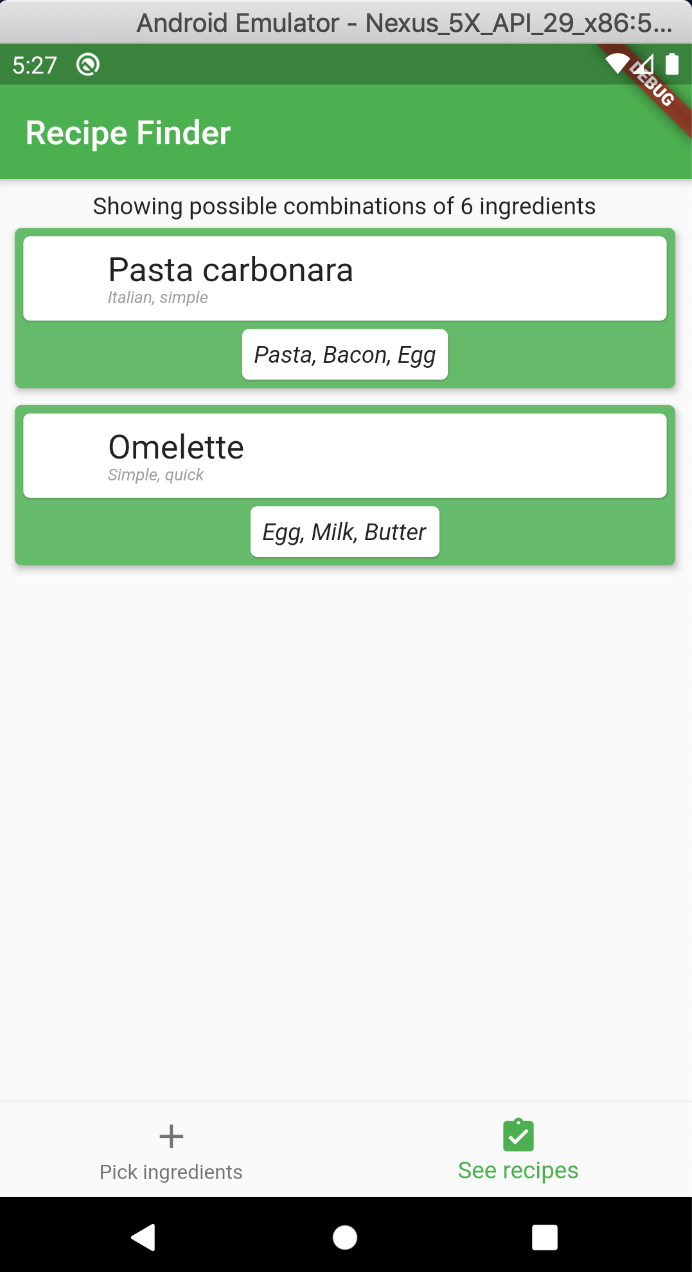 Android Emulator - Nexus_5X_API_29_x86:5...
5:27
DEBUG
Recipe Finder
Showing possible combinations of 6 ingredients
Pasta carbonara
Italian, simple
Pasta, Bacon, Egg
Omelette
Simple, quick
Egg, Milk, Butter
Pick ingredients
See recipes